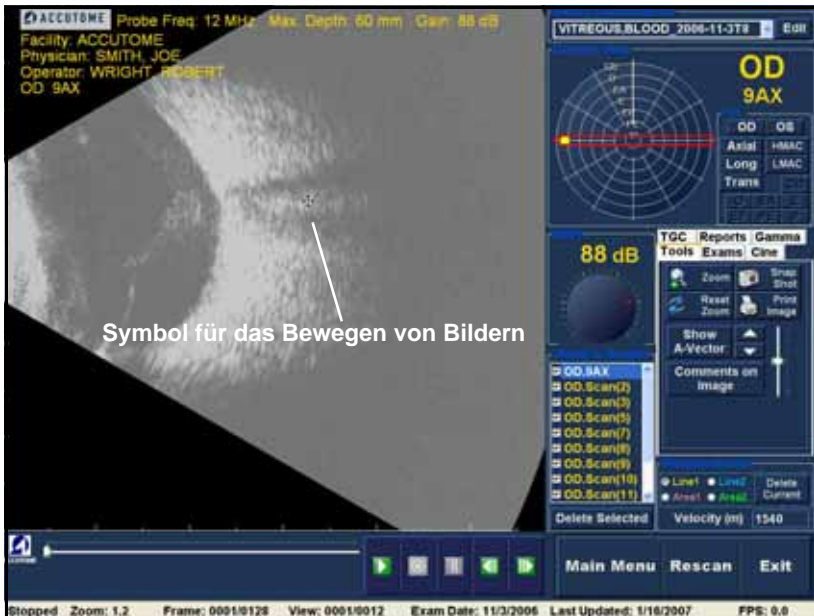 ACCUTOME Probe Freq: 12 MHz Max. Depth: 60 mm Gain: 88 dB
Facility: ACCUTOME
Physician: SMITH, JOE
Operator: WRIGHT, ROBERT
OD 9AX
Symbol für das Bewegen von Bildern
VITREOUS.BLOOD_2006-11-3T8 Edit
OD
9AX
OD OS
Axial HMAC
Long LMAC
Trans
88 dB
TGC Reports Gamma
Tools Exams Cine
Zoom Snap Shot
Reset Zoom Print Image
Show A-Vector
Comments on Image
OD.9AX
OD.Scan(2)
OD.Scan(3)
OD.Scan(5)
OD.Scan(7)
OD.Scan(8)
OD.Scan(9)
OD.Scan(10)
OD.Scan(11)
Delete Selected
Line1 Line2 Delete Current
Area1 Area2
Velocity (m) 1540
ACCUTOME
Main Menu Rescan Exit
Stopped Zoom: 1.2 Frame: 0001/0128 View: 0001/0012 Exam Date: 11/3/2006 Last Updated: 1/16/2007 FPS: 0.0